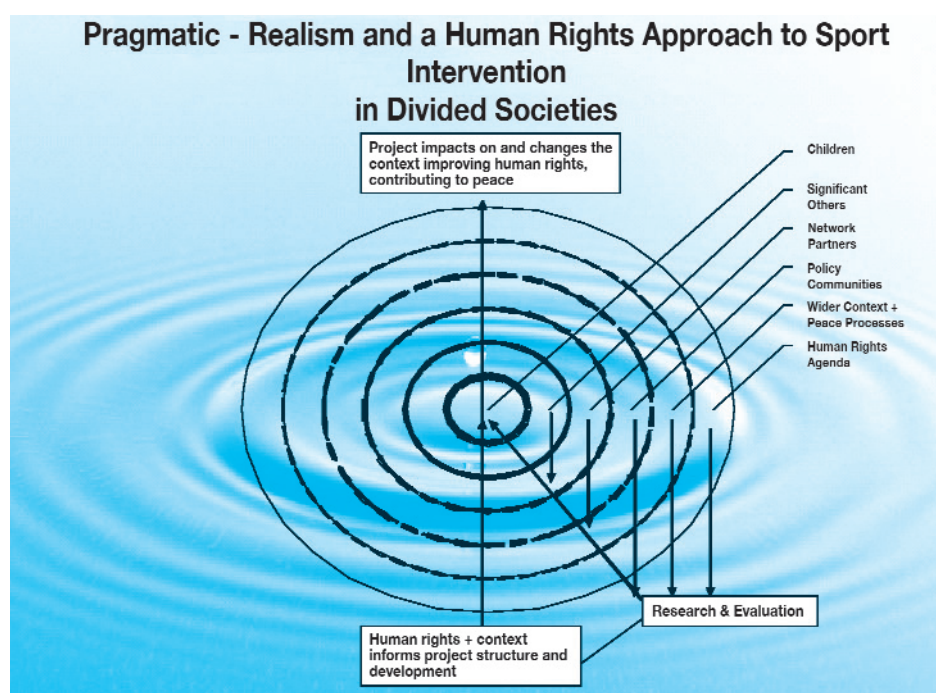 Pragmatic - Realism and a Human Rights Approach to Sport
Intervention
in Divided Societies
Project impacts on and changes the
context improving human rights,
contributing to peace
Children
Significant
Others
Network
Partners
Policy
Communities
Wider Context +
Peace Processes
Human Rights
Agenda
Research & Evaluation
Human rights + context
informs project structure and
development